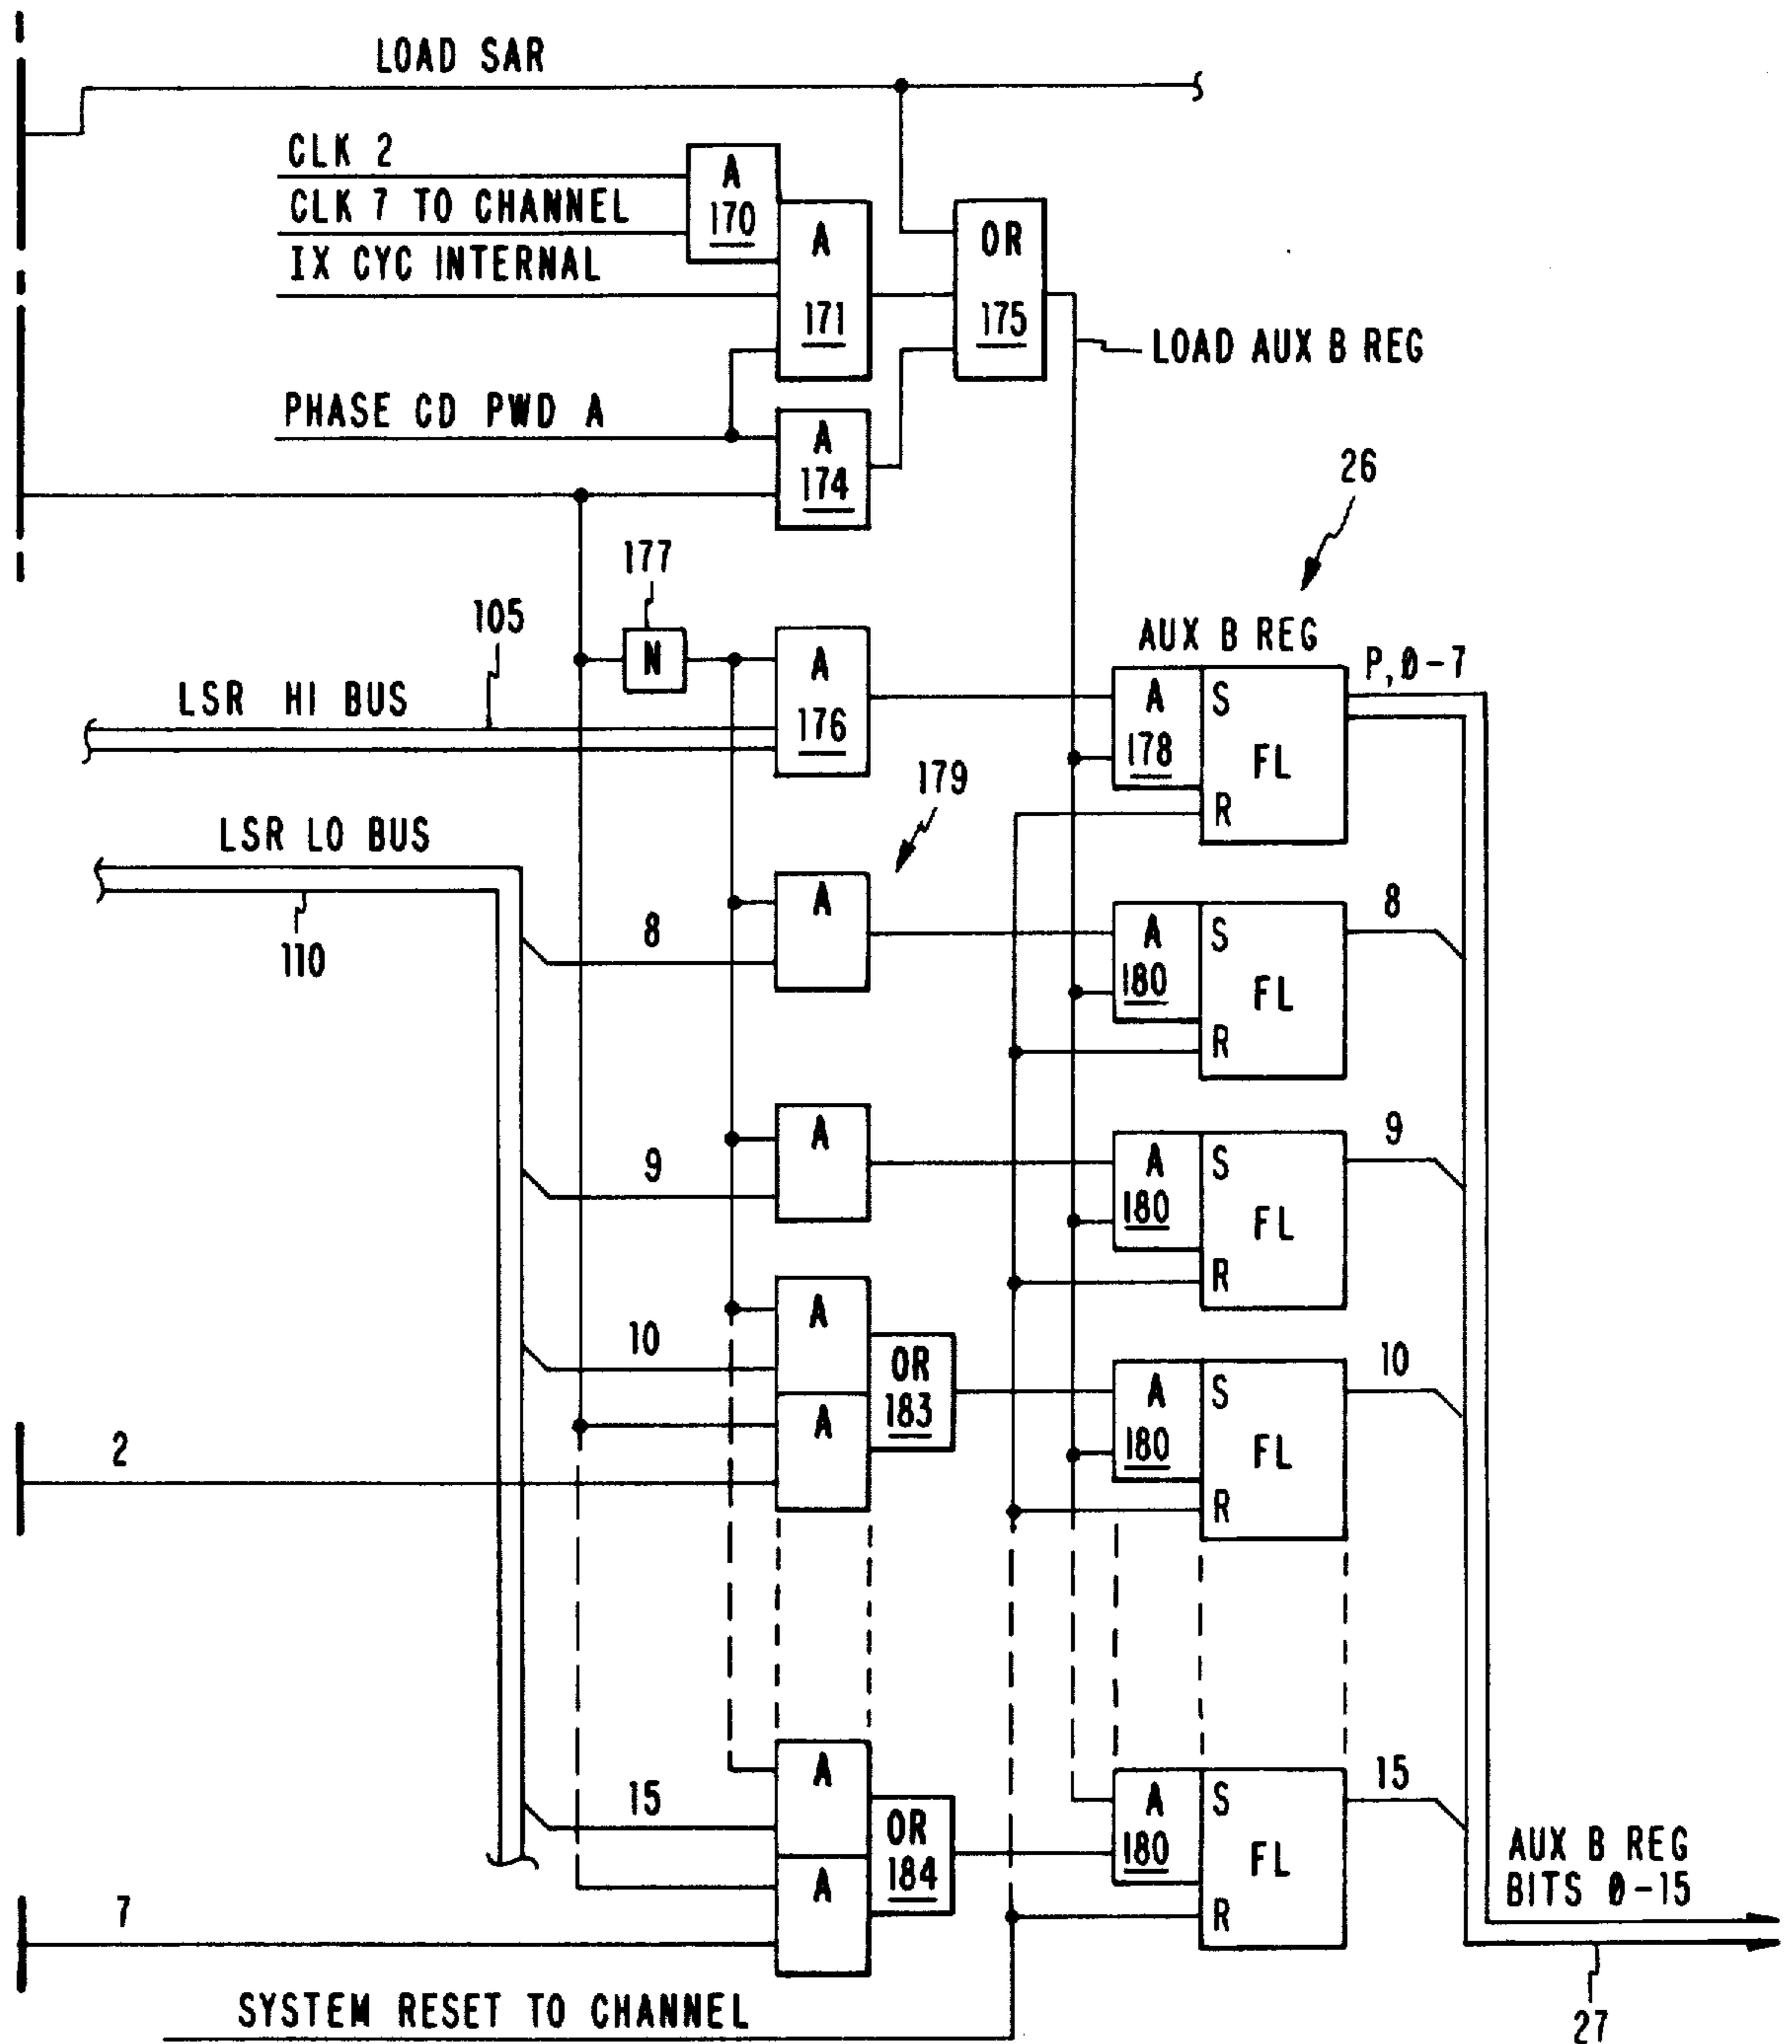 LOAD SAR
CLK 2
A
170
CLK 7 TO CHANNEL
IX CYC INTERNAL
A
171
OR
175
LOAD AUX B REG
PHASE CD PWD A
A
174
26
177
105
N
A
176
AUX B REG
P, 0-7
LSR HI BUS
A
178
S
FL
R
179
LSR LO BUS
110
8
A
A
180
S
FL
R
8
9
A
A
180
S
FL
R
9
10
A
A
OR
183
A
180
S
FL
R
10
2
15
A
A
OR
184
A
180
S
FL
R
15
7
AUX B REG
BITS 0-15
27
SYSTEM RESET TO CHANNEL